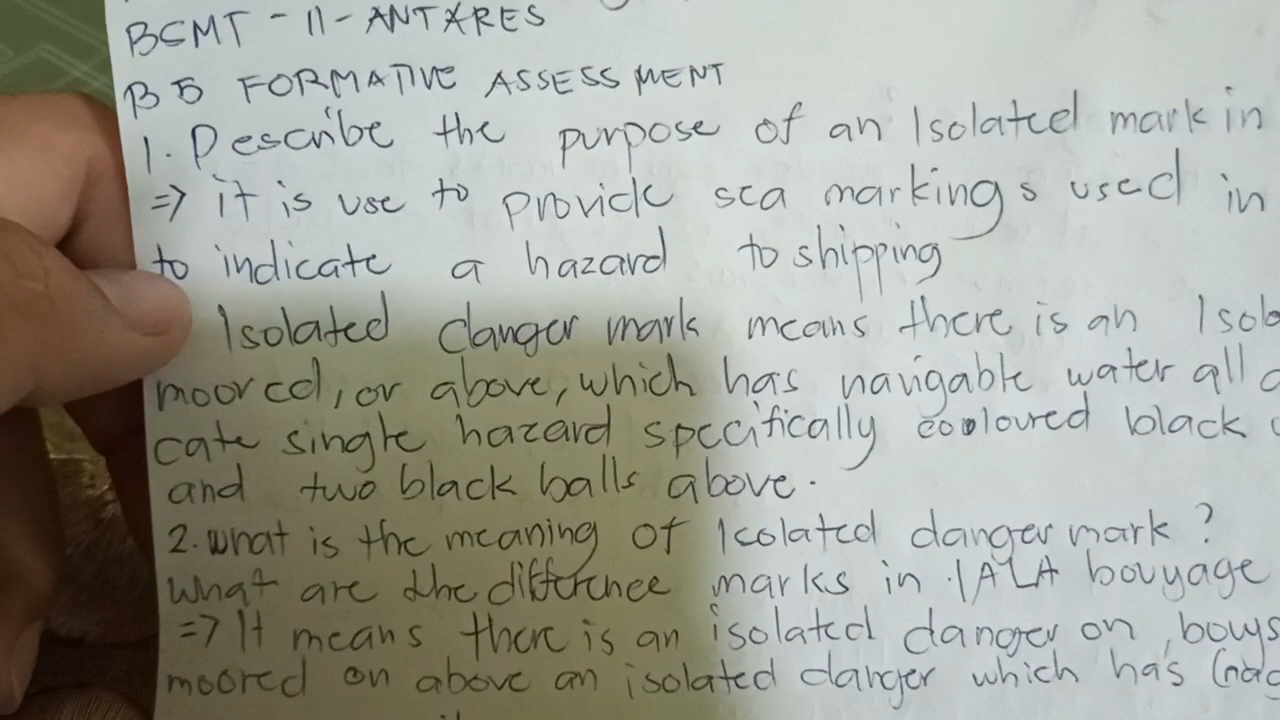 BSMT - 11 - ANTARES
B5 FORMATIVE ASSESSMENT
1. Describe the purpose of an Isolated mark in
=> it is use to provide sea markings used in
to indicate a hazard to shipping
Isolated danger mark means there is an Isol
moored, or above, which has navigable water all
cate single hazard specifically cooloured black
and two black balls above.
2. what is the meaning of Isolated danger mark ?
What are the difference marks in IALA bouyage
=> It means there is an isolated danger on, bouys
moored on above an isolated danger which has